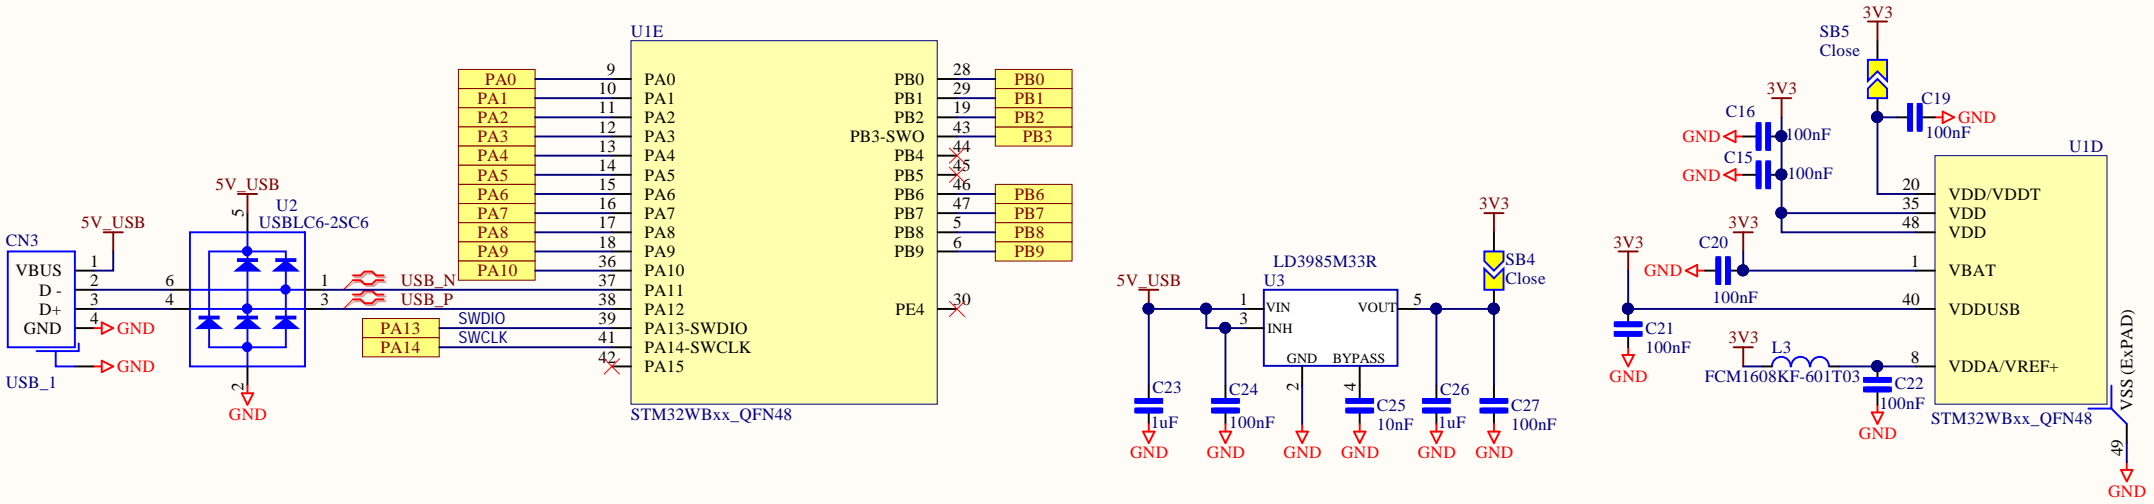 CN3
VBUS
D -
D+
GND
1
2
3
4
5V_USB
GND
GND
USB_1
5V_USB
U2
USBLC6-2SC6
5
6
4
1
3
2
GND
USB_N
USB_P
U1E
PA0 9 PA0
PA1 10 PA1
PA2 11 PA2
PA3 12 PA3
PA4 13 PA4
PA5 14 PA5
PA6 15 PA6
PA7 16 PA7
PA8 17 PA8
PA9 18 PA9
PA10 36 PA10
37 PA11
38 PA12
PA13 SWDIO 39 PA13-SWDIO
PA14 SWCLK 41 PA14-SWCLK
42 PA15
PB0 28 PB0
PB1 29 PB1
PB2 19 PB2
PB3-SWO 43 PB3
PB4 44
PB5 45
PB6 46 PB6
PB7 47 PB7
PB8 5 PB8
PB9 6 PB9
PE4 30
STM32WBxx_QFN48
5V_USB
LD3985M33R
U3
1 VIN
3 INH
VOUT 5
GND BYPASS
2
4
3V3
SB4
Close
C23
1uF
GND
C24
100nF
GND
GND
C25
10nF
GND
C26
1uF
GND
C27
100nF
GND
3V3
SB5
Close
C19
100nF
GND
3V3
C16
100nF
GND
C15
100nF
GND
3V3
C20
100nF
GND
3V3
C21
100nF
GND
3V3
L3
FCM1608KF-601T03
C22
100nF
GND
U1D
20 VDD/VDDT
35 VDD
48 VDD
1 VBAT
40 VDDUSB
8 VDDA/VREF+
STM32WBxx_QFN48
VSS (ExPAD)
49
GND